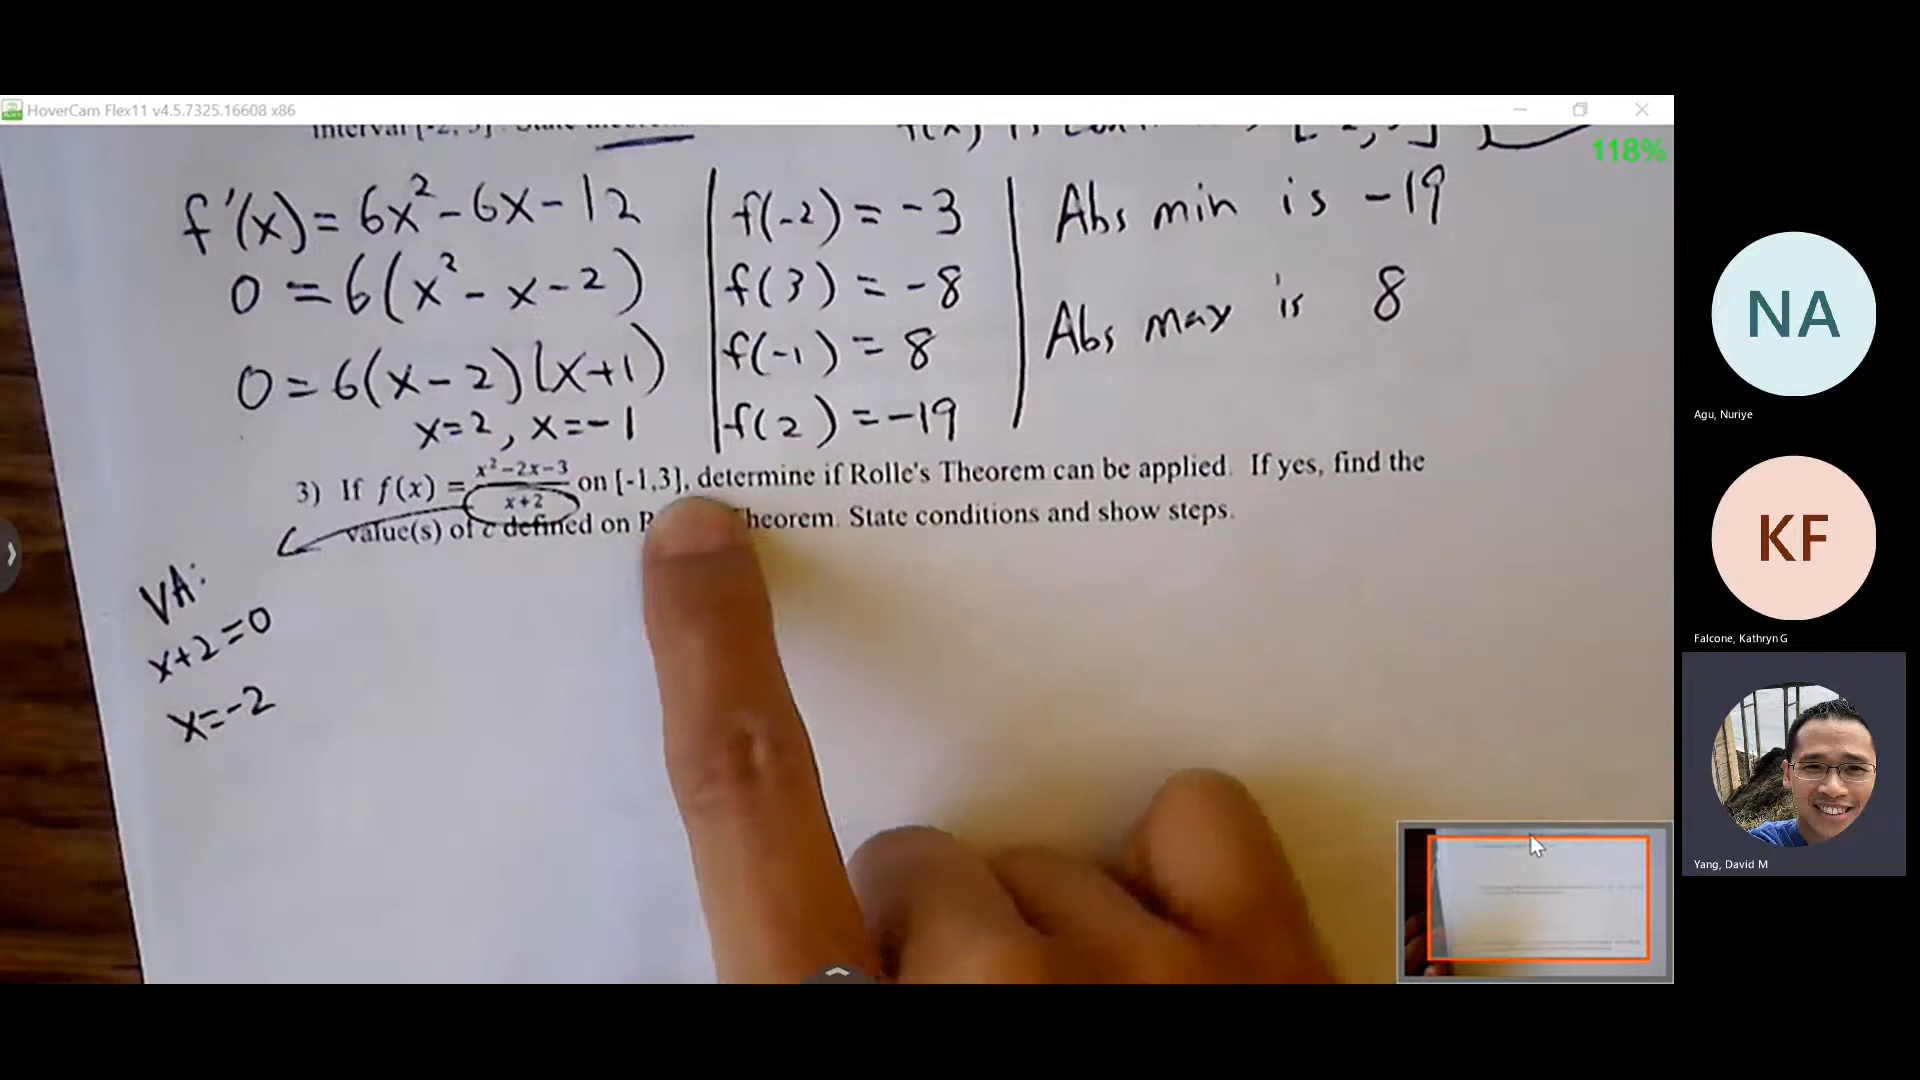 HoverCam Flex11 v4.5.7325.16608 x86
118%
f'(x) = 6x² - 6x - 12
0 = 6(x² - x - 2)
0 = 6(x - 2)(x + 1)
x = 2, x = -1
f(-2) = -3
f(3) = -8
f(-1) = 8
f(2) = -19
Abs min is -19
Abs max is 8
3) If f(x) = x²-2x-3 / x+2 on [-1,3], determine if Rolle's Theorem can be applied. If yes, find the
value(s) of c defined on heorem. State conditions and show steps.
VA:
x+2=0
x=-2
NA
Agu, Nuriye
KF
Falcone, Kathryn G
Yang, David M